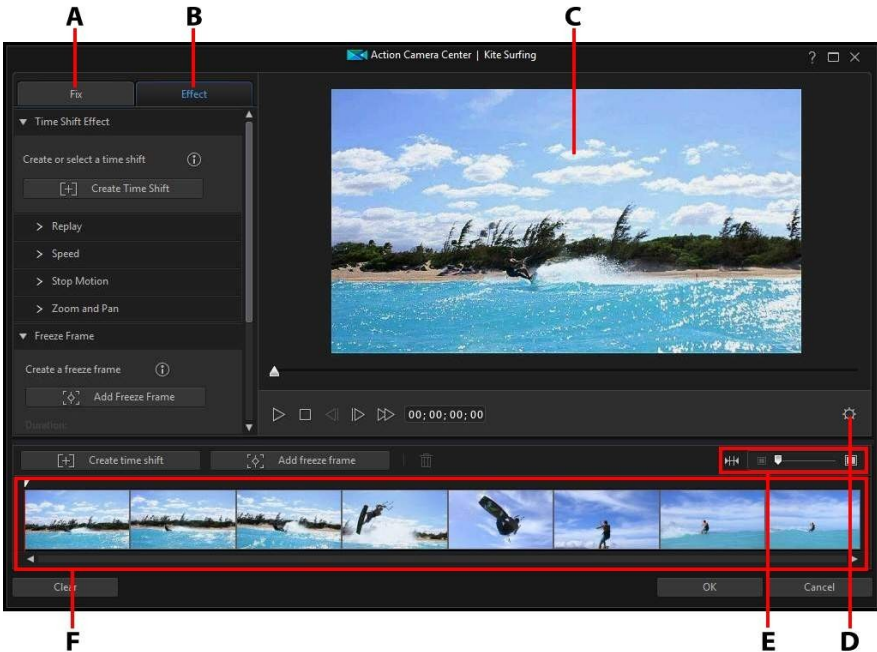 A B C
Action Camera Center | Kite Surfing
?
Fix Effect
Time Shift Effect
Create or select a time shift
Create Time Shift
> Replay
> Speed
> Stop Motion
> Zoom and Pan
Freeze Frame
Create a freeze frame
Add Freeze Frame
Duration:
00;00;00;00
Create time shift Add freeze frame
Clear OK Cancel
F E D